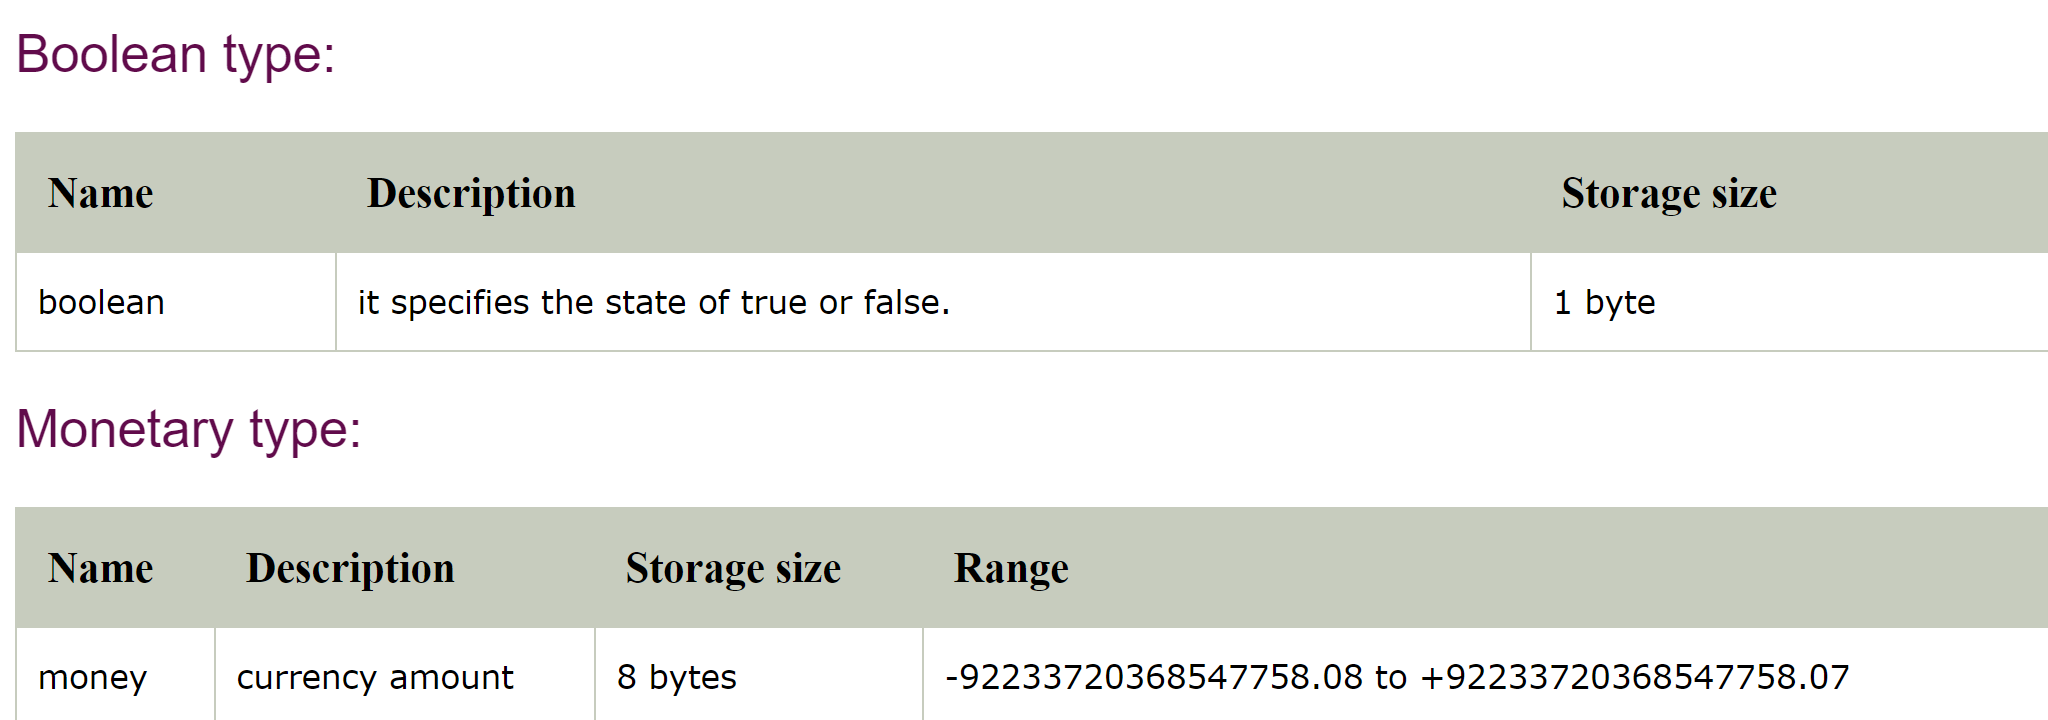 Boolean type:
Name Description Storage size
boolean it specifies the state of true or false. 1 byte
Monetary type:
Name Description Storage size Range
money currency amount 8 bytes -92233720368547758.08 to +92233720368547758.07